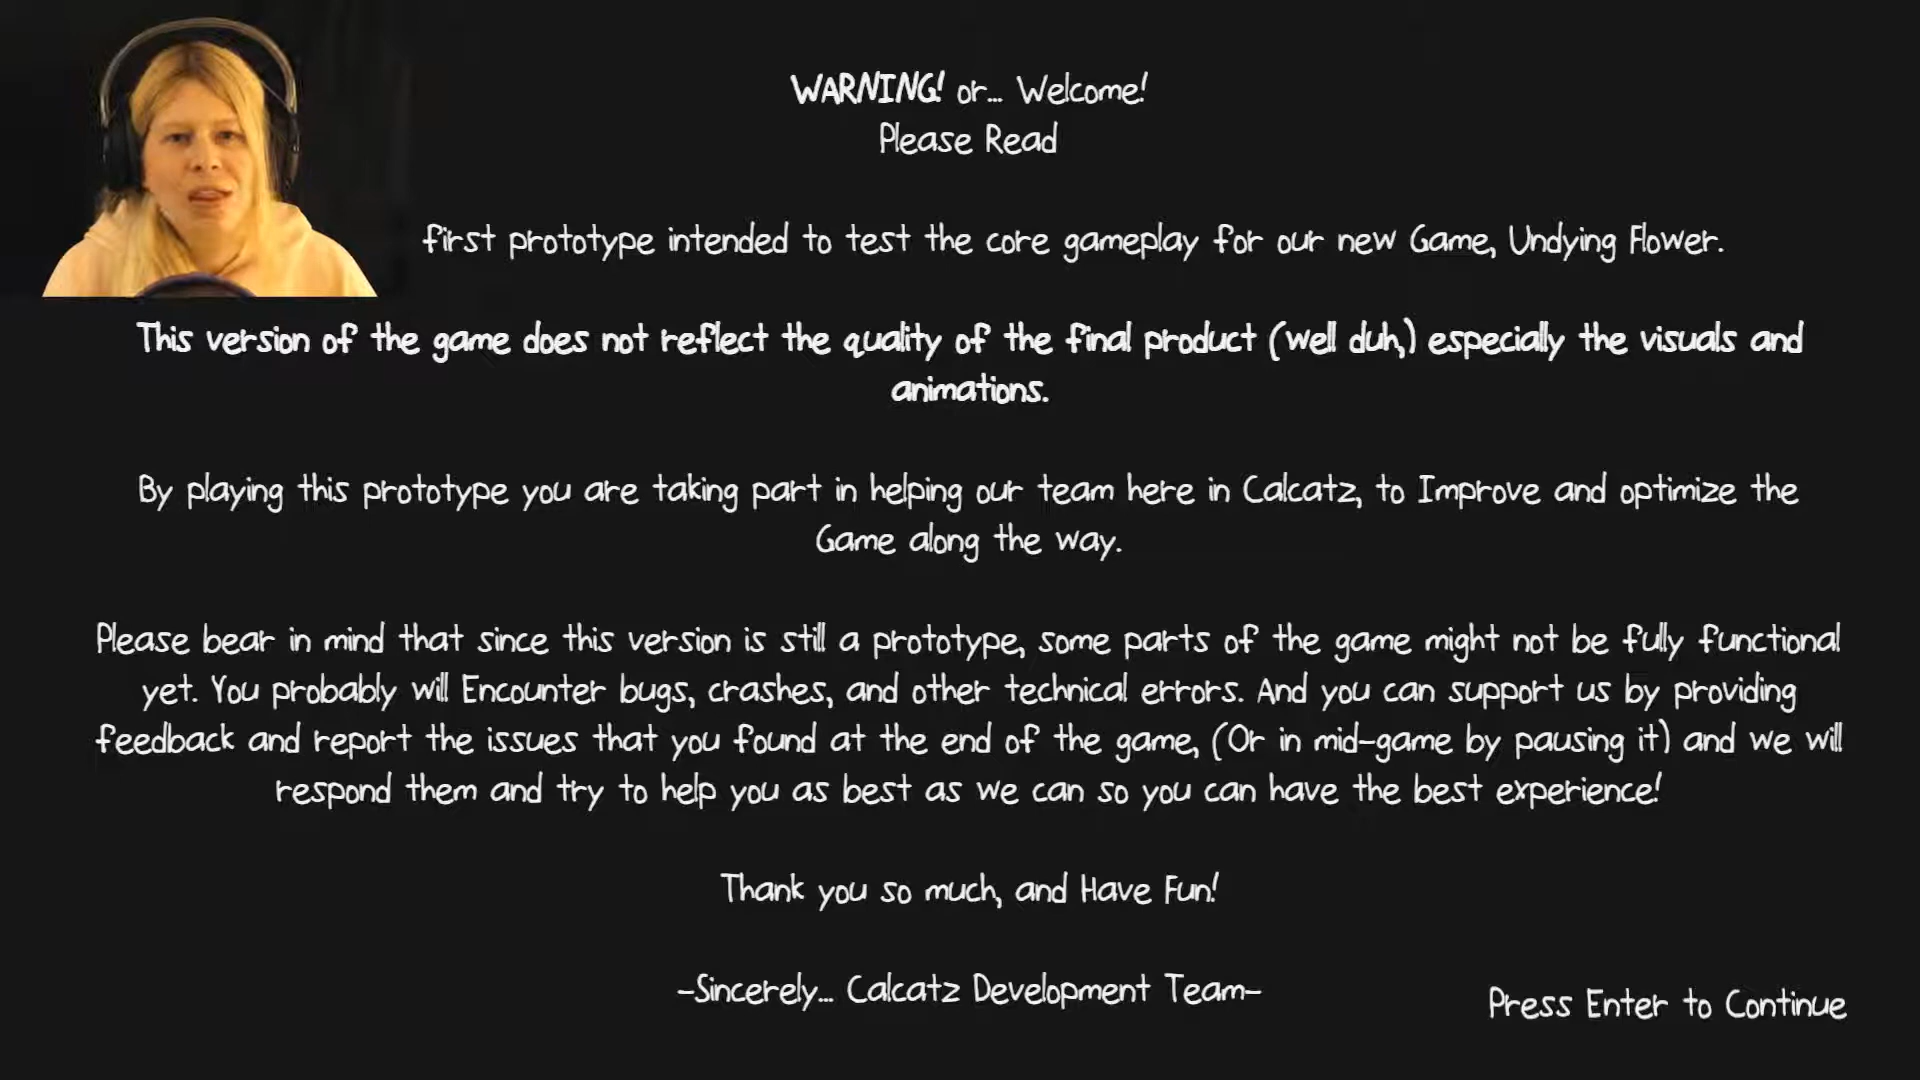 WARNING! or... Welcome!
Please Read
first prototype intended to test the core gameplay for our new Game, Undying Flower.
This version of the game does not reflect the quality of the final product (well duh,) especially the visuals and
animations.
By playing this prototype you are taking part in helping our team here in Calcatz, to Improve and optimize the
Game along the way.
Please bear in mind that since this version is still a prototype, some parts of the game might not be fully functional
yet. You probably will Encounter bugs, crashes, and other technical errors. And you can support us by providing
feedback and report the issues that you found at the end of the game, (Or in mid-game by pausing it) and we will
respond them and try to help you as best as we can so you can have the best experience!
Thank you so much, and Have Fun!
-Sincerely... Calcatz Development Team-
Press Enter to Continue